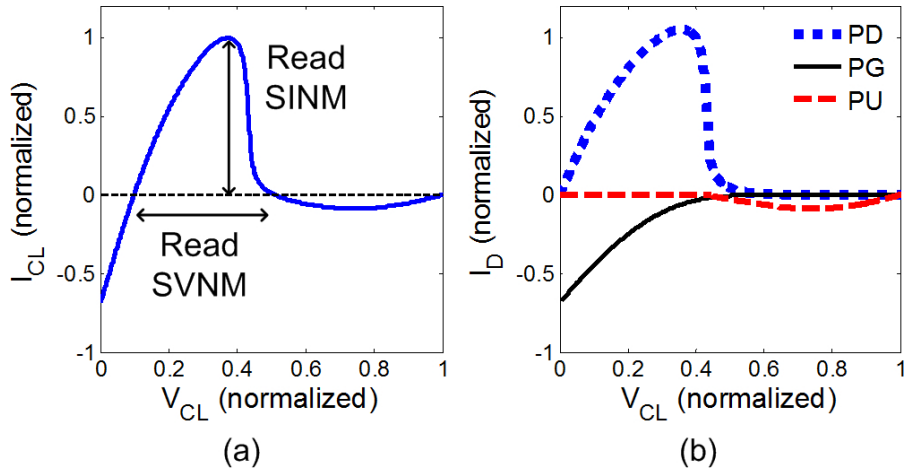 1
0.5
0
-0.5
-1
I_CL (normalized)
Read
SINM
Read
SVNM
0 0.2 0.4 0.6 0.8 1
V_CL (normalized)
(a)
1
0.5
0
-0.5
-1
I_D (normalized)
PD
PG
PU
0 0.2 0.4 0.6 0.8 1
V_CL (normalized)
(b)